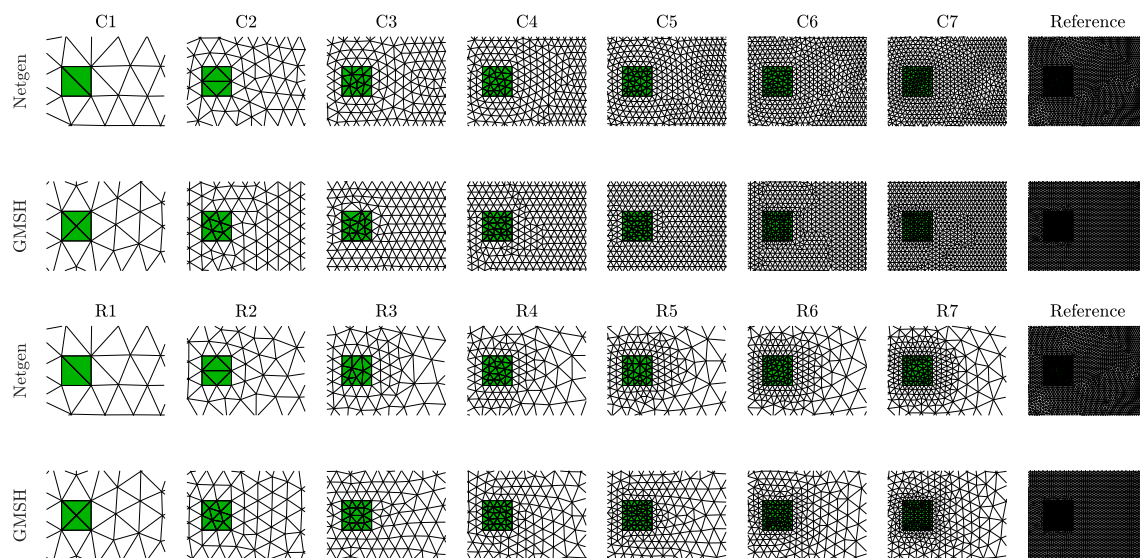 C1 C2 C3 C4 C5 C6 C7 Reference
Netgen
GMSH
R1 R2 R3 R4 R5 R6 R7 Reference
Netgen
GMSH